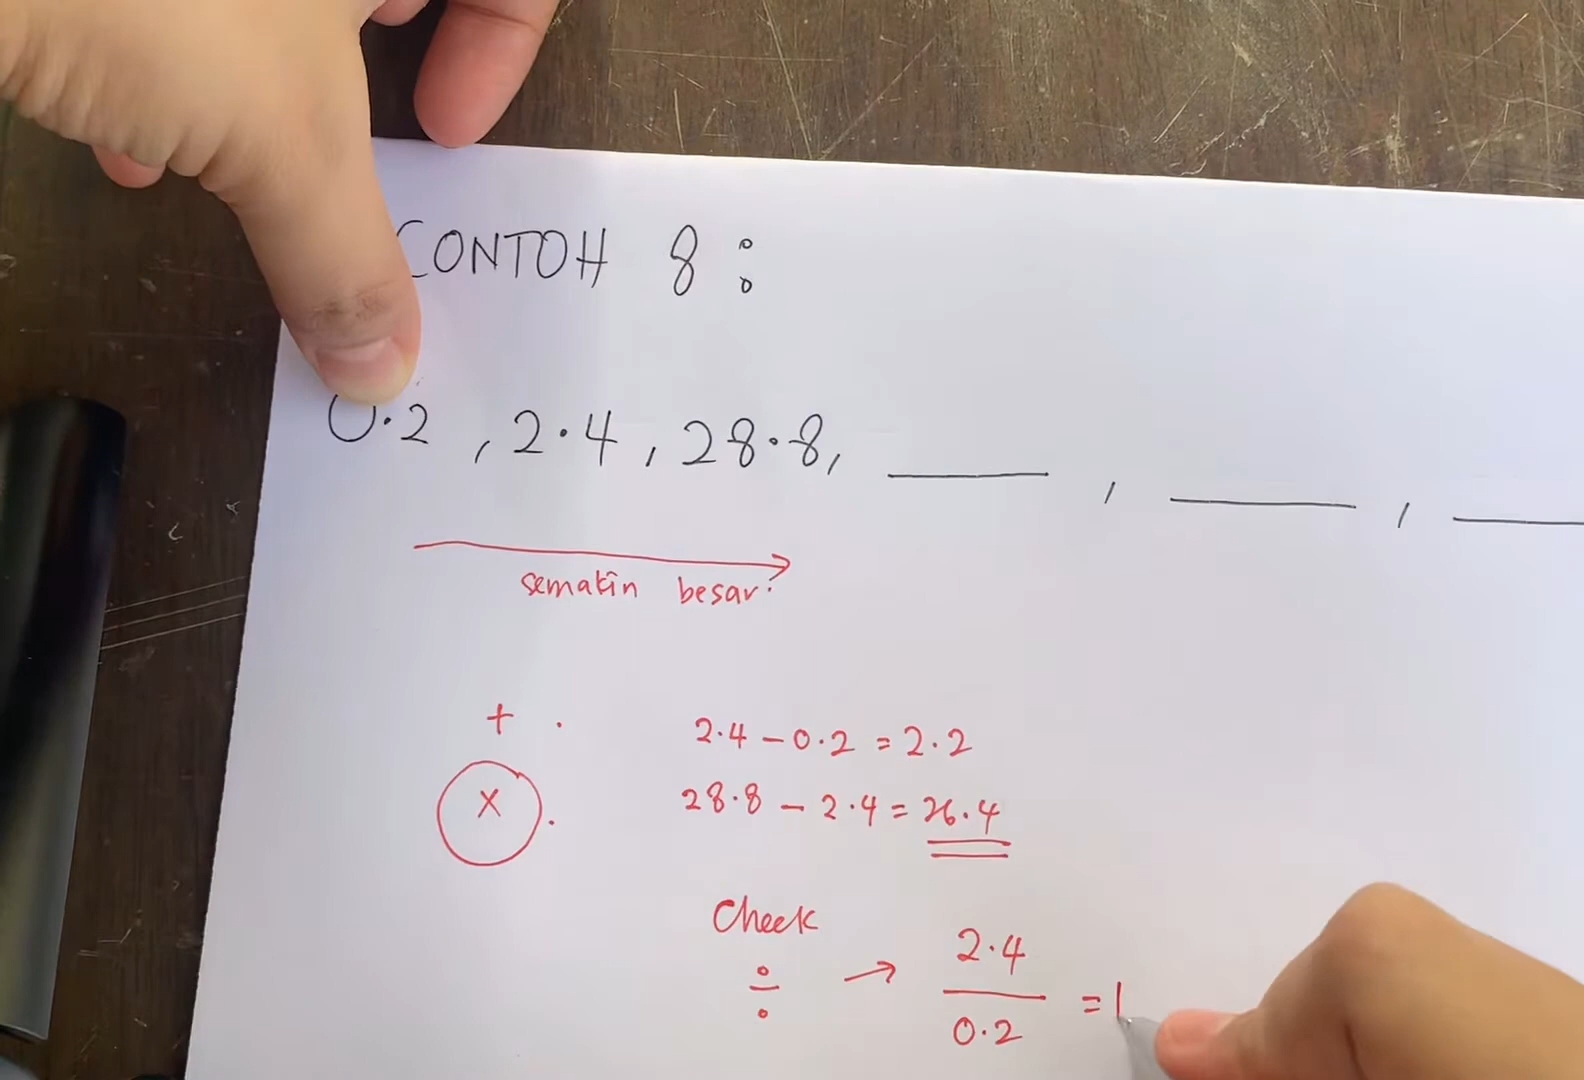 CONTOH 8 :
0.2 , 2.4 , 28.8, ____ , ____ , ____
semakin besar.
+ .
2.4 - 0.2 = 2.2
x .
28.8 - 2.4 = 26.4
Check
÷ → 2.4 / 0.2 = 1